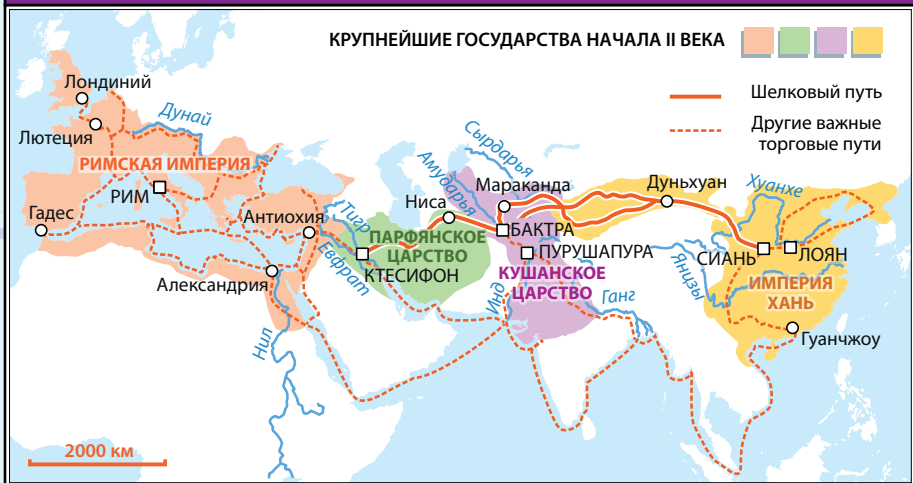 КРУПНЕЙШИЕ ГОСУДАРСТВА НАЧАЛА II ВЕКА
Шелковый путь
Другие важные
торговые пути
Лондиний
Лютеция
Дунай
РИМСКАЯ ИМПЕРИЯ
РИМ
Гадес
Антиохия
Александрия
Нил
Тигр
Евфрат
Ниса
ПАРФЯНСКОЕ
ЦАРСТВО
КТЕСИФОН
Сырдарья
Амударья
Мараканда
БАКТРА
ПУРУШАПУРА
КУШАНСКОЕ
ЦАРСТВО
Инд
Ганг
Дуньхуан
Хуанхе
СИАНЬ
ЛОЯН
Янцзы
ИМПЕРИЯ
ХАНЬ
Гуанчжоу
2000 км